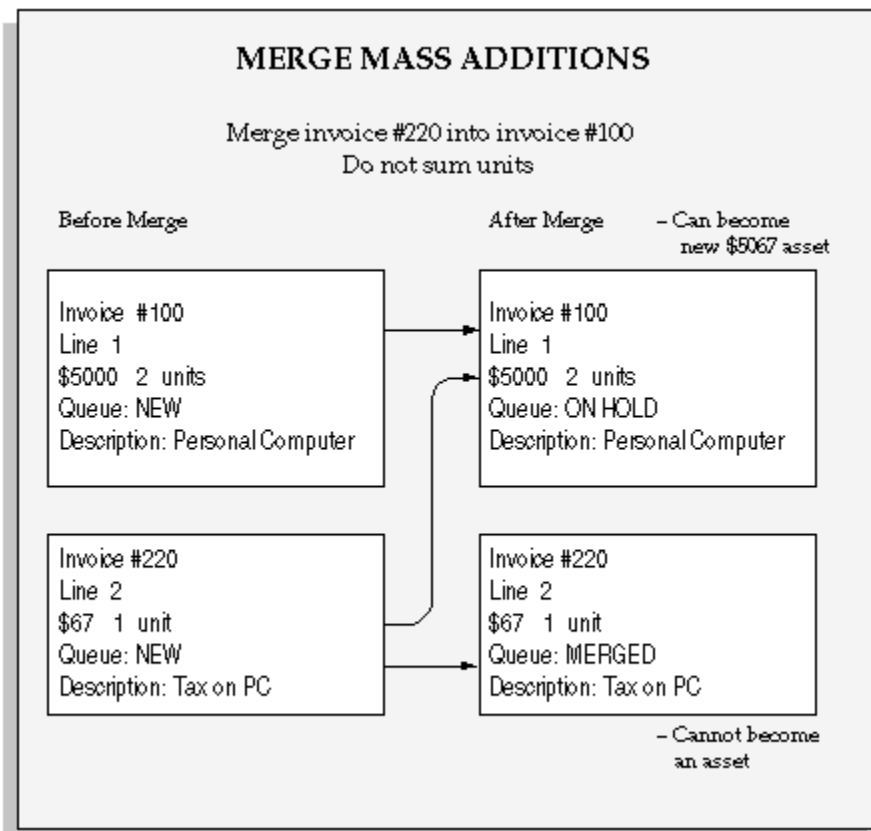 MERGE MASS ADDITIONS
Merge invoice #220 into invoice #100
Do not sum units
Before Merge
After Merge
– Can become
new $5067 asset
Invoice #100
Line 1
$5000 2 units
Queue: NEW
Description: Personal Computer
Invoice #100
Line 1
$5000 2 units
Queue: ON HOLD
Description: Personal Computer
Invoice #220
Line 2
$67 1 unit
Queue: NEW
Description: Tax on PC
Invoice #220
Line 2
$67 1 unit
Queue: MERGED
Description: Tax on PC
– Cannot become
an asset